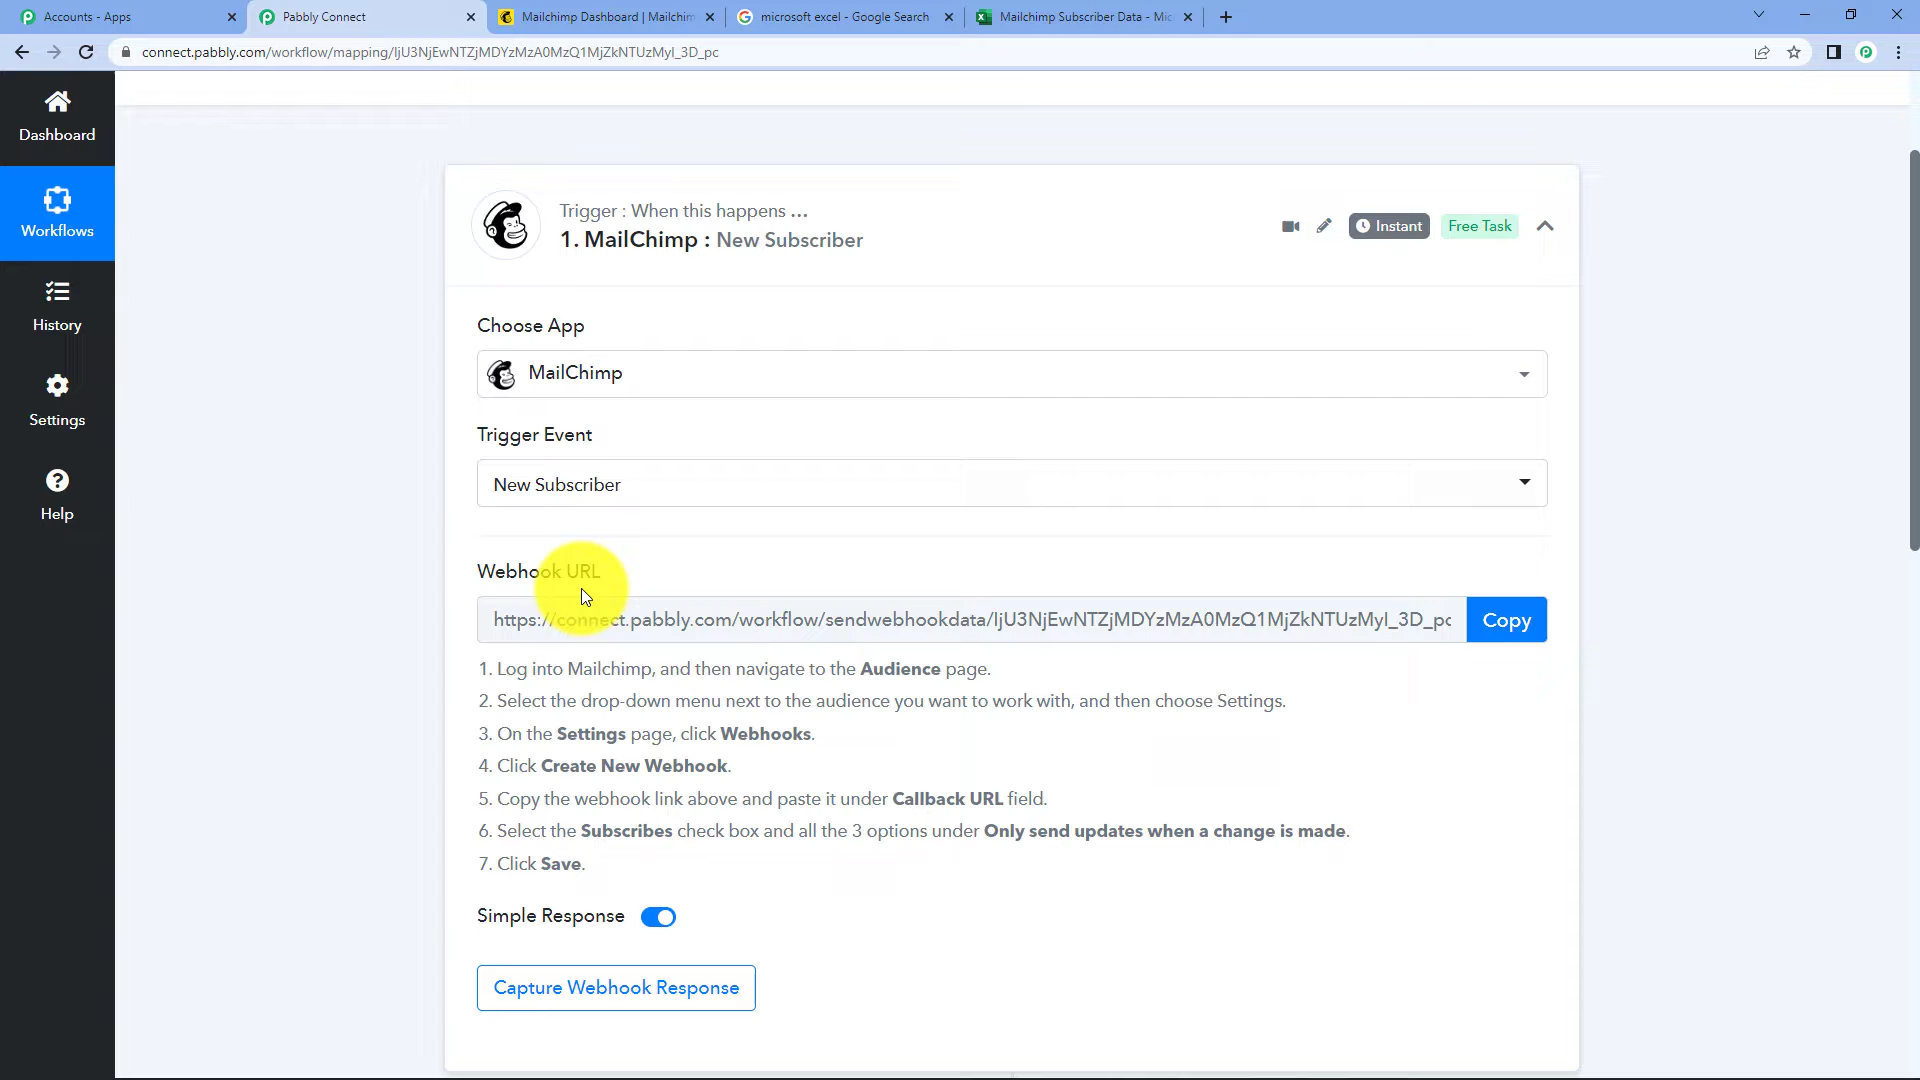 Accounts - Apps
Pabbly Connect
Mailchimp Dashboard | Mailchim
microsoft excel - Google Search
Mailchimp Subscriber Data - Mic
connect.pabbly.com/workflow/mapping/IjU3NjEwNTZjMDYzMzA0MzQ1MjZkNTUzMyI_3D_pc
Dashboard
Workflows
History
Settings
Help
Trigger : When this happens ...
1. MailChimp : New Subscriber
Instant
Free Task
Choose App
MailChimp
Trigger Event
New Subscriber
Webhook URL
https://connect.pabbly.com/workflow/sendwebhookdata/IjU3NjEwNTZjMDYzMzA0MzQ1MjZkNTUzMyI_3D_pc
Copy
1. Log into Mailchimp, and then navigate to the Audience page.
2. Select the drop-down menu next to the audience you want to work with, and then choose Settings.
3. On the Settings page, click Webhooks.
4. Click Create New Webhook.
5. Copy the webhook link above and paste it under Callback URL field.
6. Select the Subscribes check box and all the 3 options under Only send updates when a change is made.
7. Click Save.
Simple Response
Capture Webhook Response